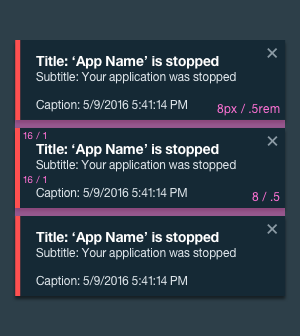 Title: ‘App Name’ is stopped
Subtitle: Your application was stopped
Caption: 5/9/2016 5:41:14 PM
8px / .5rem
16 / 1
Title: ‘App Name’ is stopped
Subtitle: Your application was stopped
16 / 1
Caption: 5/9/2016 5:41:14 PM
8 / .5
Title: ‘App Name’ is stopped
Subtitle: Your application was stopped
Caption: 5/9/2016 5:41:14 PM